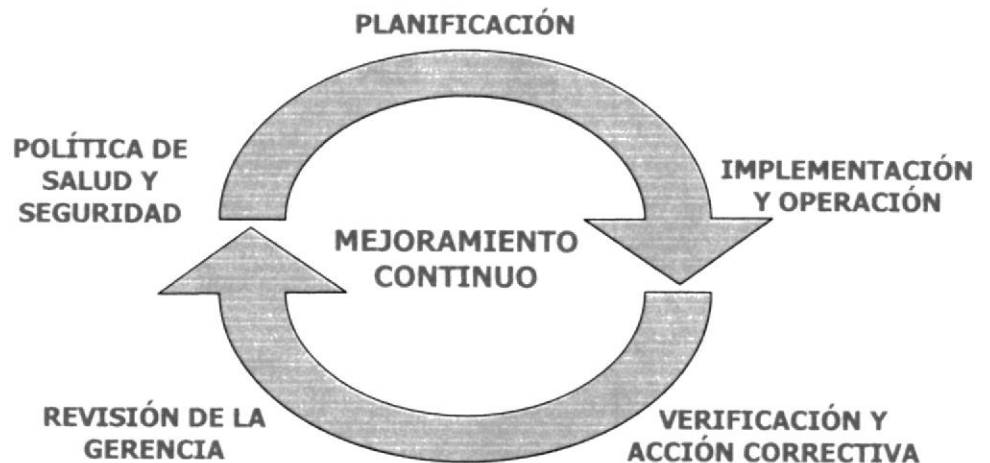 PLANIFICACIÓN
POLÍTICA DE
SALUD Y
SEGURIDAD
IMPLEMENTACIÓN
Y OPERACIÓN
MEJORAMIENTO
CONTINUO
REVISIÓN DE LA
GERENCIA
VERIFICACIÓN Y
ACCIÓN CORRECTIVA